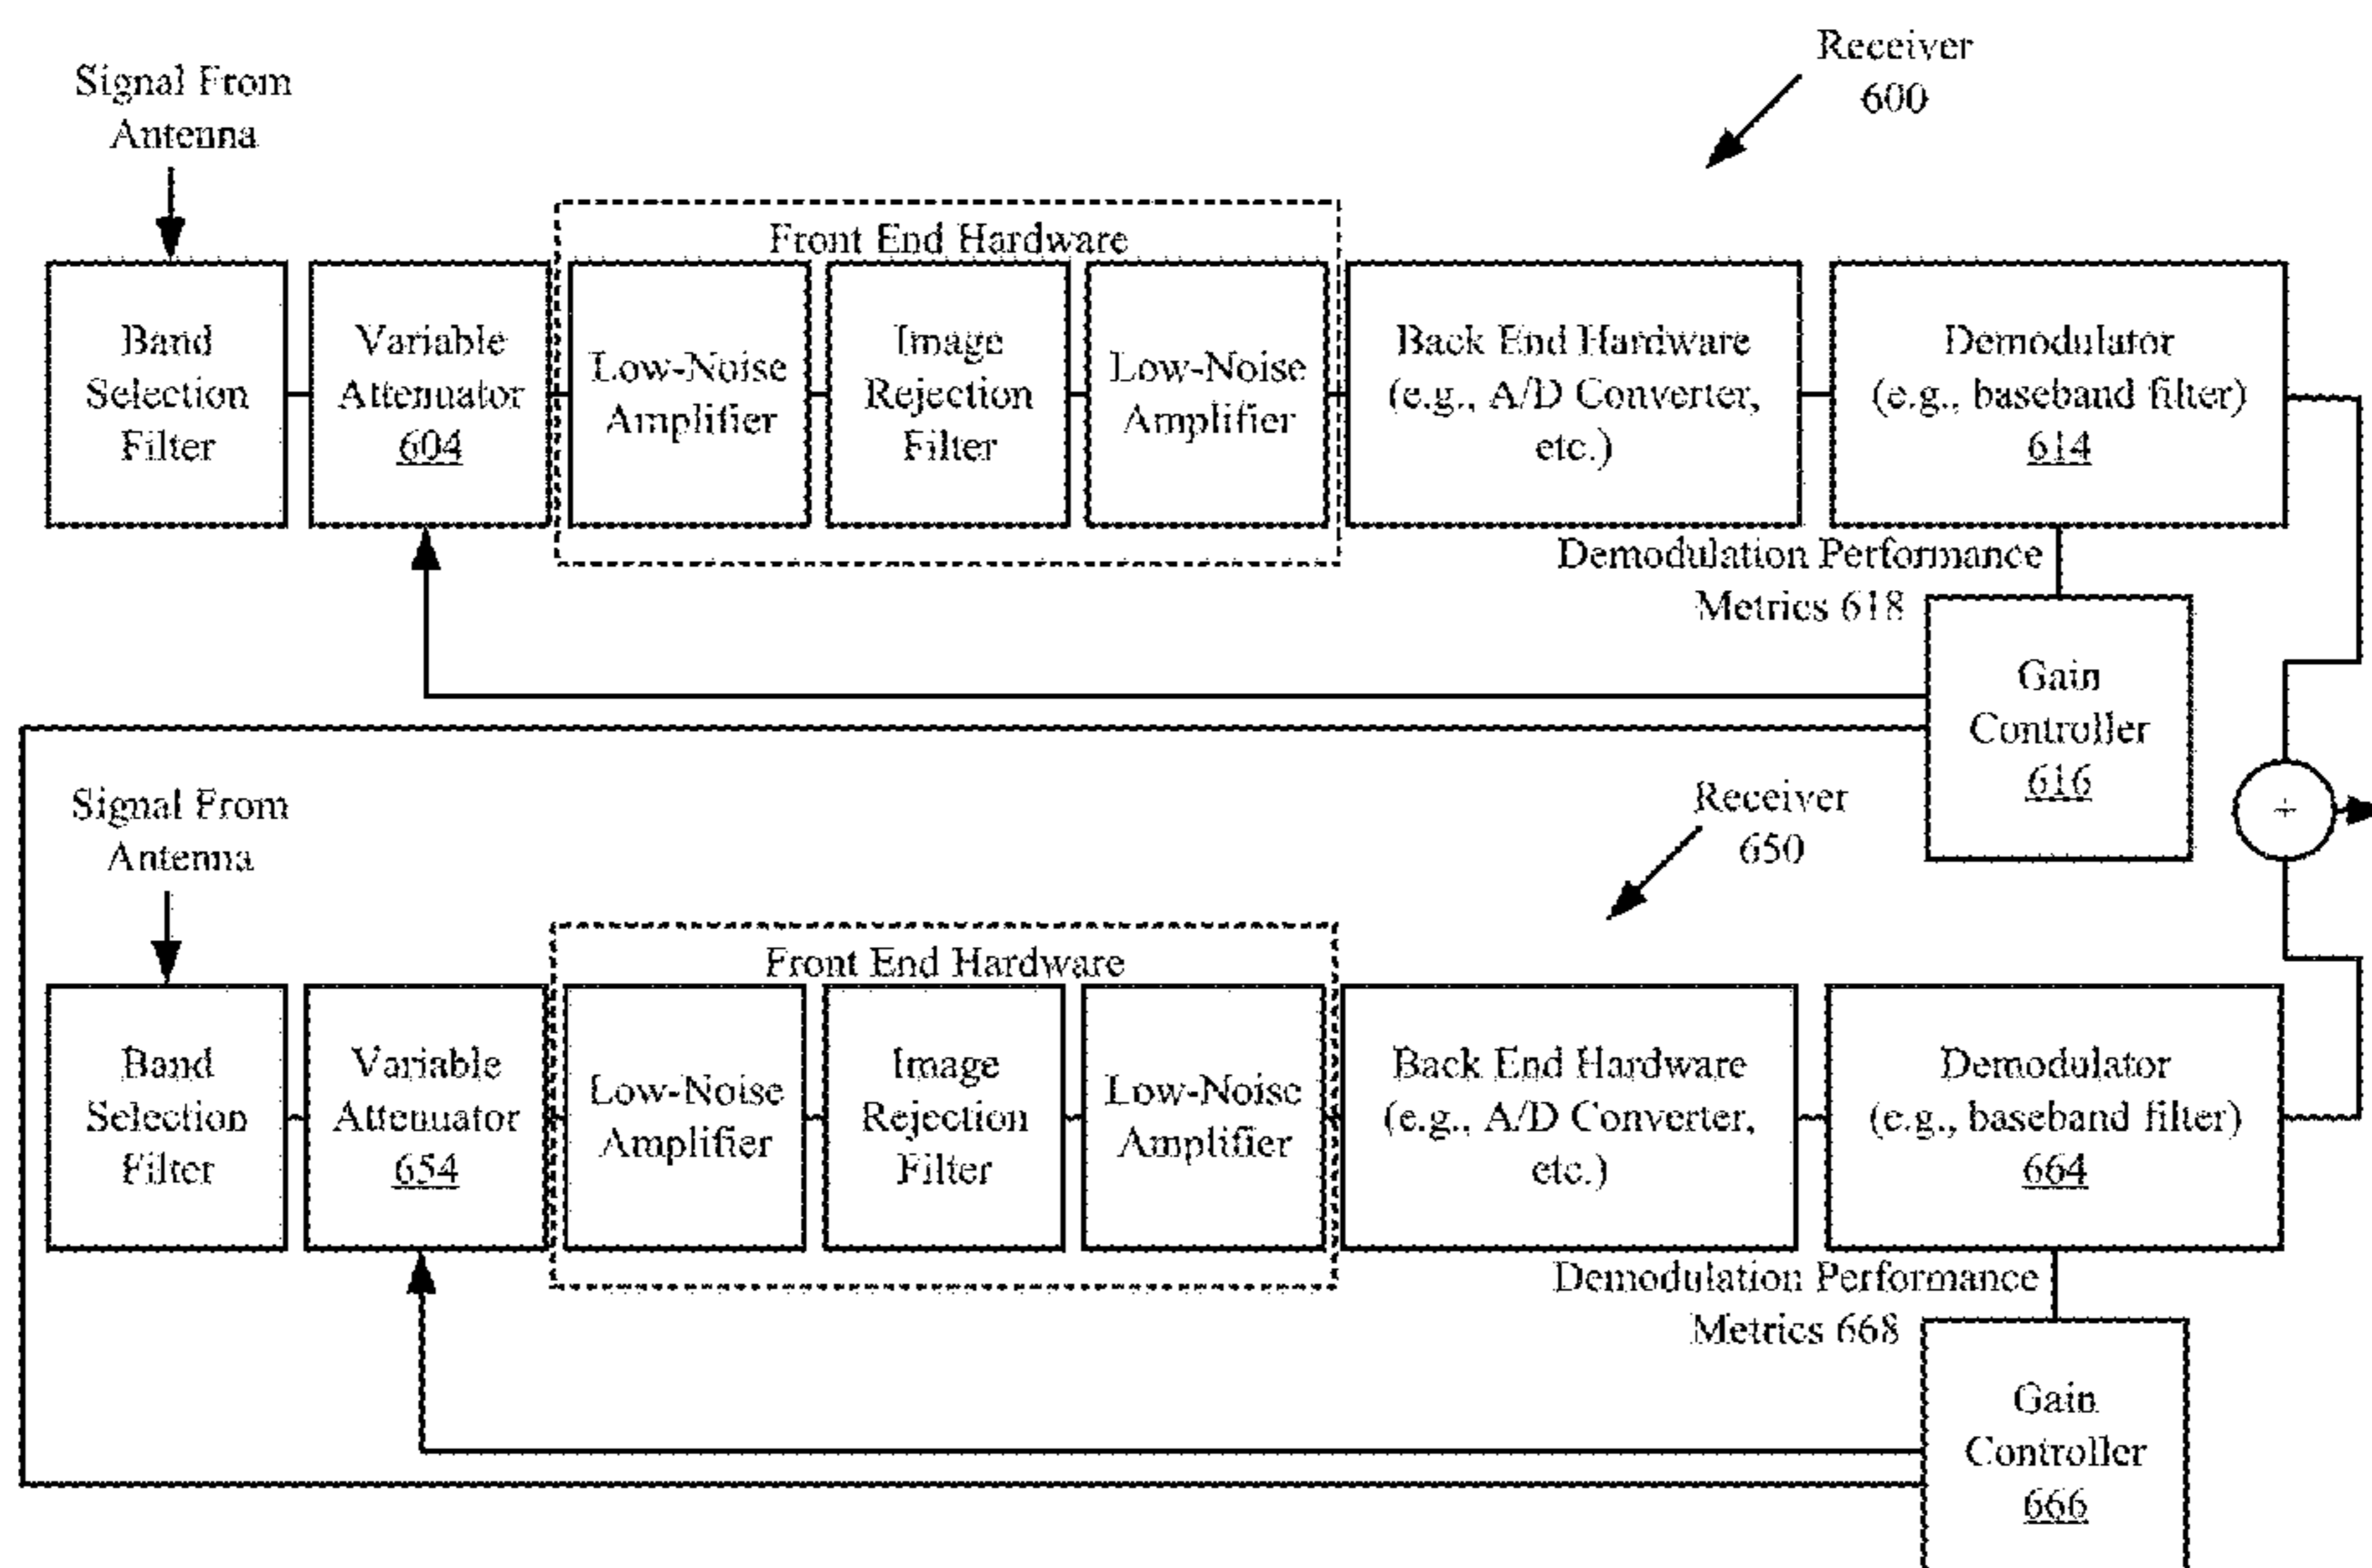 Receiver
600
Signal From
Antenna
Front End Hardware
Band
Selection
Filter
Variable
Attenuator
604
Low-Noise
Amplifier
Image
Rejection
Filter
Low-Noise
Amplifier
Back End Hardware
(e.g., A/D Converter,
etc.)
Demodulator
(e.g., baseband filter)
614
Demodulation Performance
Metrics 618
Gain
Controller
616
+
Receiver
650
Signal From
Antenna
Front End Hardware
Band
Selection
Filter
Variable
Attenuator
654
Low-Noise
Amplifier
Image
Rejection
Filter
Low-Noise
Amplifier
Back End Hardware
(e.g., A/D Converter,
etc.)
Demodulator
(e.g., baseband filter)
664
Demodulation Performance
Metrics 668
Gain
Controller
666